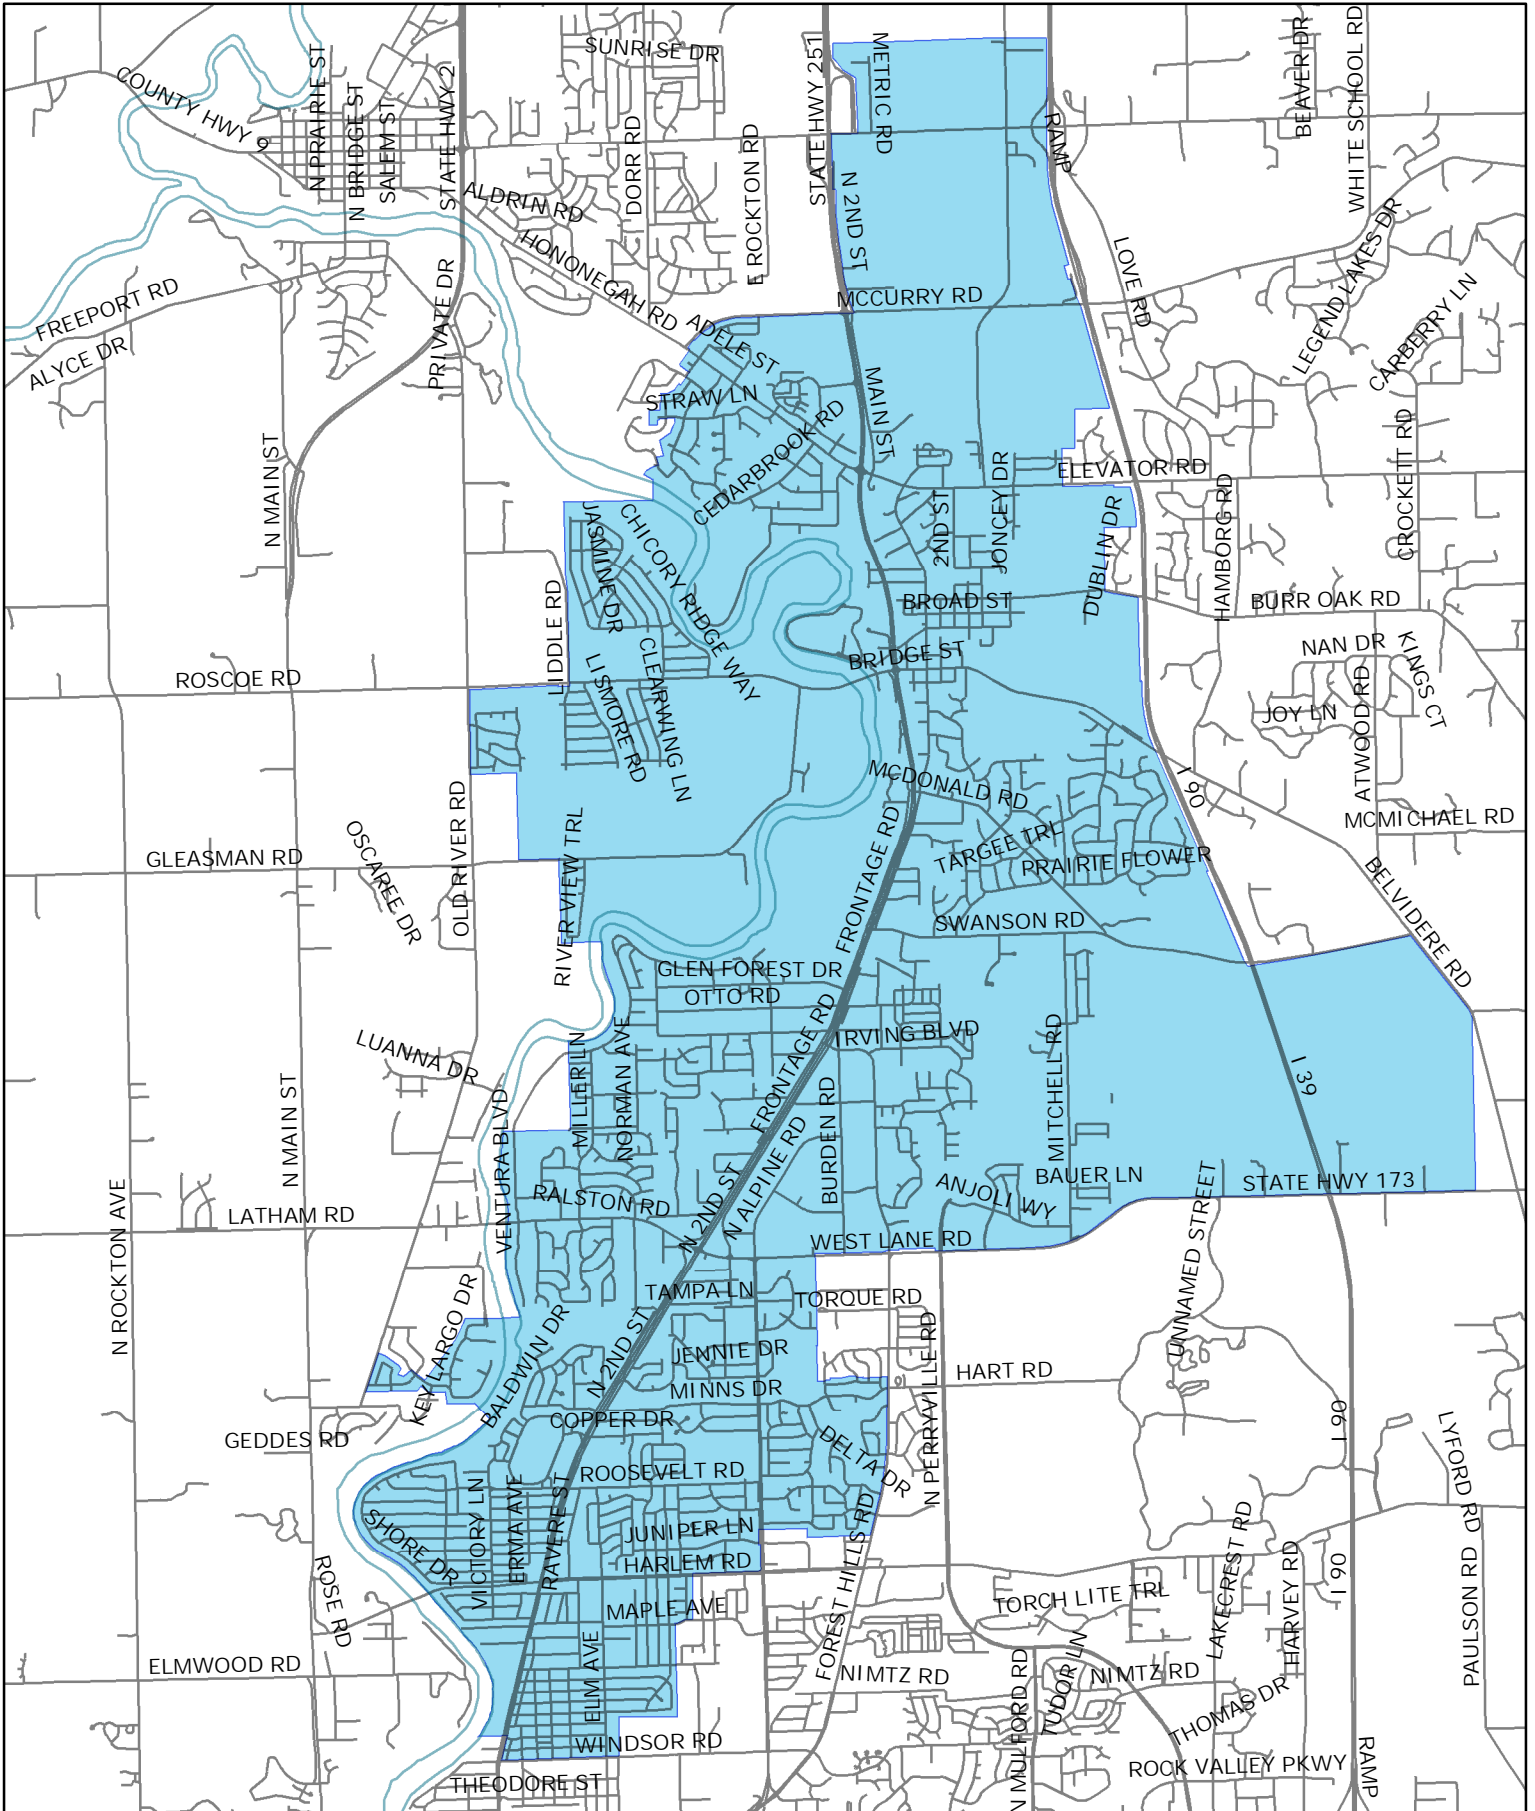 SUNRISE DR
COUNTY HWY 9
N PRAIRIE ST
N BRIDGE ST
SALEM ST
STATE HWY 2
DORR RD
E ROCKTON RD
STATE HWY 251
METRIC RD
RAMP
BEAVER DR
WHITE SCHOOL RD
ALDRIN RD
HONONEGAH RD
N 2ND ST
LOVE RD
LEGEND LAKES DR
CARBERRY LN
FREEPORT RD
ALYCE DR
PRIVATE DR
MCCURRY RD
ADELE ST
STRAW LN
MAIN ST
CEDARBROOK RD
N MAIN ST
ELEVATOR RD
CROCKETT RD
HAMBORG RD
JASMINE DR
CHICORY RIDGE WAY
2ND ST
JONCEY DR
DUBLIN DR
BROAD ST
BURR OAK RD
LIDDLE RD
CLEARWING LN
LISMORE RD
BRIDGE ST
NAN DR
KINGS CT
ROSCOE RD
JOY LN
ATWOOD RD
MCDONALD RD
I 90
MCMICHAEL RD
OLD RIVER RD
OSCAREE DR
GLEASMAN RD
RIVER VIEW TRL
FRONTAGE RD
TARGEE TRL
PRAIRIE FLOWER
BELVIDERE RD
SWANSON RD
GLEN FOREST DR
OTTO RD
FRONTAGE RD
IRVING BLVD
LUANNA DR
MILLER LN
NORMAN AVE
MITCHELL RD
I 39
N MAIN ST
VENTURA BLVD
BURDEN RD
N ALPINE RD
N 2ND ST
BAUER LN
ANJOLI WY
STATE HWY 173
UNNAMED STREET
N ROCKTON AVE
LATHAM RD
RALSTON RD
WEST LANE RD
TAMPA LN
TORQUE RD
KEY LARGO DR
BALDWIN DR
N 2ND ST
JENNIE DR
MINNS DR
N PERRYVILLE RD
HART RD
COPPER DR
GEDDES RD
DELTA DR
I 90
LYFORD RD
ROOSEVELT RD
SHORE DR
VICTORY LN
ERMA AVE
RAVERE ST
JUNIPER LN
HARLEM RD
FOREST HILLS RD
ROSE RD
MAPLE AVE
TORCH LITE TRL
LAKECREST RD
HARVEY RD
I 90
PAULSON RD
ELMWOOD RD
ELM AVE
NIMTZ RD
N MULFORD RD
TUDOR LN
NIMTZ RD
THOMAS DR
WINDSOR RD
THEODORE ST
ROCK VALLEY PKWY
RAMP